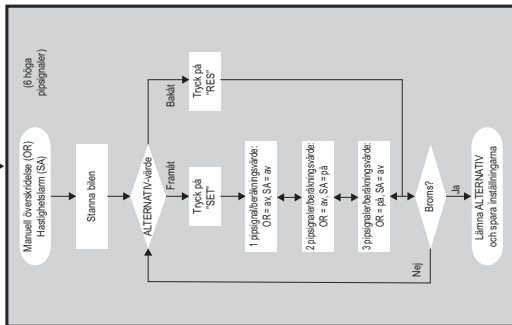 (6 höga
pipsignaler)
Manuell överskridelse (OR)
Hastighetslarm (SA)
Stanna bilen
ALTERNATIV-värde
Bakåt
Framåt
Tryck på
"RES"
Tryck på
"SET"
1 pipsignal/beräkningsvärde:
OR = av, SA = av
2 pipsignaler/beräkningsvärde:
OR = av, SA = på
3 pipsignaler/beräkningsvärde:
OR = på, SA = av
Broms?
Nej
Ja
Lämna ALTERNATIV
och spara inställningarna